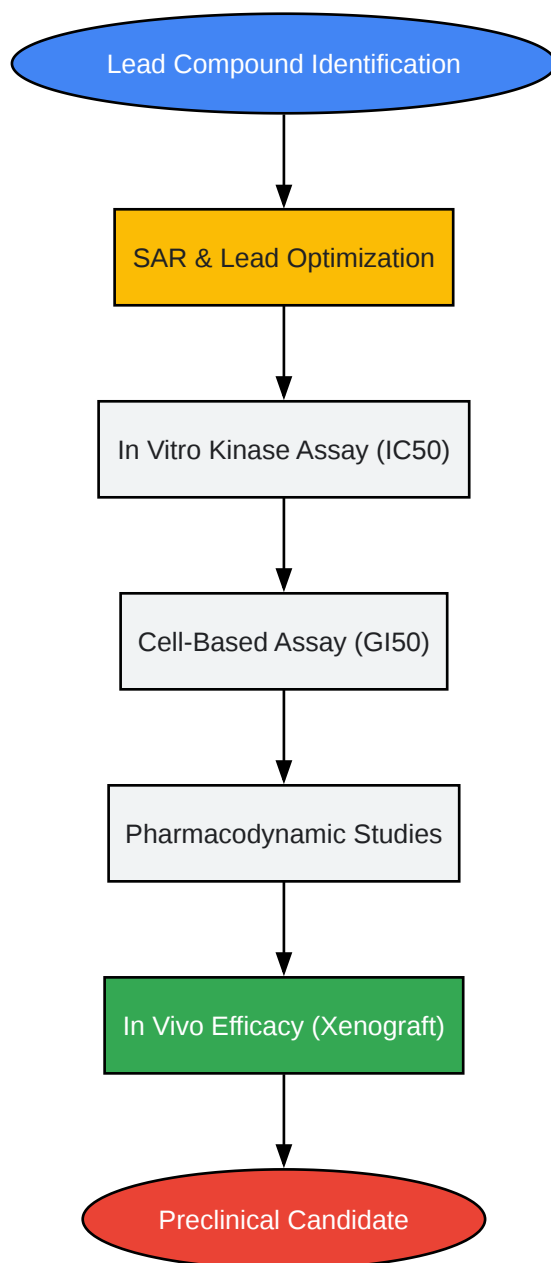 Lead Compound Identification
SAR & Lead Optimization
In Vitro Kinase Assay (IC50)
Cell-Based Assay (GI50)
Pharmacodynamic Studies
In Vivo Efficacy (Xenograft)
Preclinical Candidate